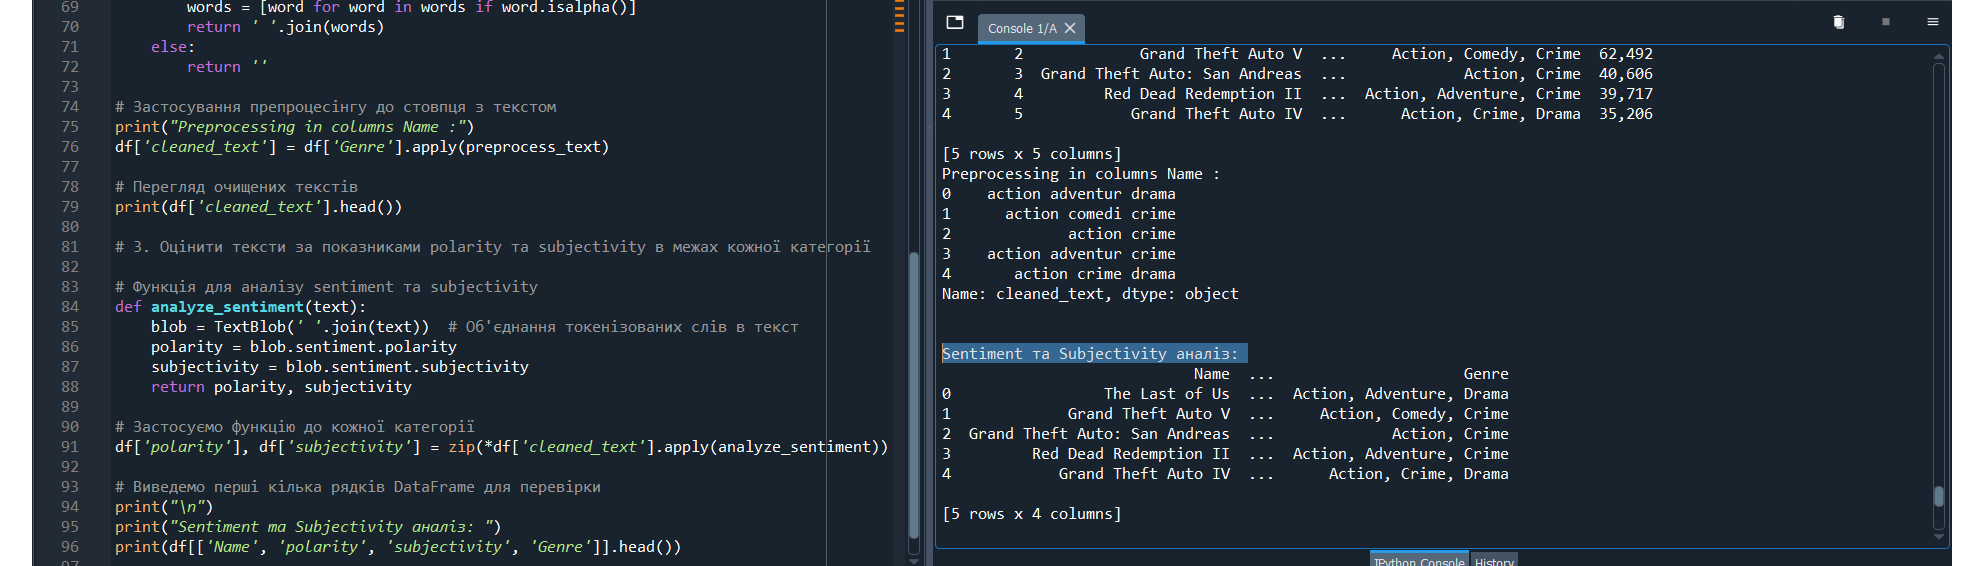 69 words = [word for word in words if word.isalpha()]
70 return ' '.join(words)
71 else:
72 return ''
73
74 # Застосування препроцесінгу до стовпця з текстом
75 print("Preprocessing in columns Name :")
76 df['cleaned_text'] = df['Genre'].apply(preprocess_text)
77
78 # Перегляд очищених текстів
79 print(df['cleaned_text'].head())
80
81 # 3. Оцінити тексти за показниками polarity та subjectivity в межах кожної категорії
82
83 # Функція для аналізу sentiment та subjectivity
84 def analyze_sentiment(text):
85 blob = TextBlob(' '.join(text))  # Об'єднання токенізованих слів в текст
86 polarity = blob.sentiment.polarity
87 subjectivity = blob.sentiment.subjectivity
88 return polarity, subjectivity
89
90 # Застосуємо функцію до кожної категорії
91 df['polarity'], df['subjectivity'] = zip(*df['cleaned_text'].apply(analyze_sentiment))
92
93 # Виведемо перші кілька рядків DataFrame для перевірки
94 print("\n")
95 print("Sentiment та Subjectivity аналіз: ")
96 print(df[['Name', 'polarity', 'subjectivity', 'Genre']].head())
97
Console 1/A
1 2 Grand Theft Auto V ... Action, Comedy, Crime 62,492
2 3 Grand Theft Auto: San Andreas ... Action, Crime 40,606
3 4 Red Dead Redemption II ... Action, Adventure, Crime 39,717
4 5 Grand Theft Auto IV ... Action, Crime, Drama 35,206
[5 rows x 5 columns]
Preprocessing in columns Name :
0 action adventur drama
1 action comedi crime
2 action crime
3 action adventur crime
4 action crime drama
Name: cleaned_text, dtype: object
Sentiment та Subjectivity аналіз:
Name ... Genre
0 The Last of Us ... Action, Adventure, Drama
1 Grand Theft Auto V ... Action, Comedy, Crime
2 Grand Theft Auto: San Andreas ... Action, Crime
3 Red Dead Redemption II ... Action, Adventure, Crime
4 Grand Theft Auto IV ... Action, Crime, Drama
[5 rows x 4 columns]
IPython Console History